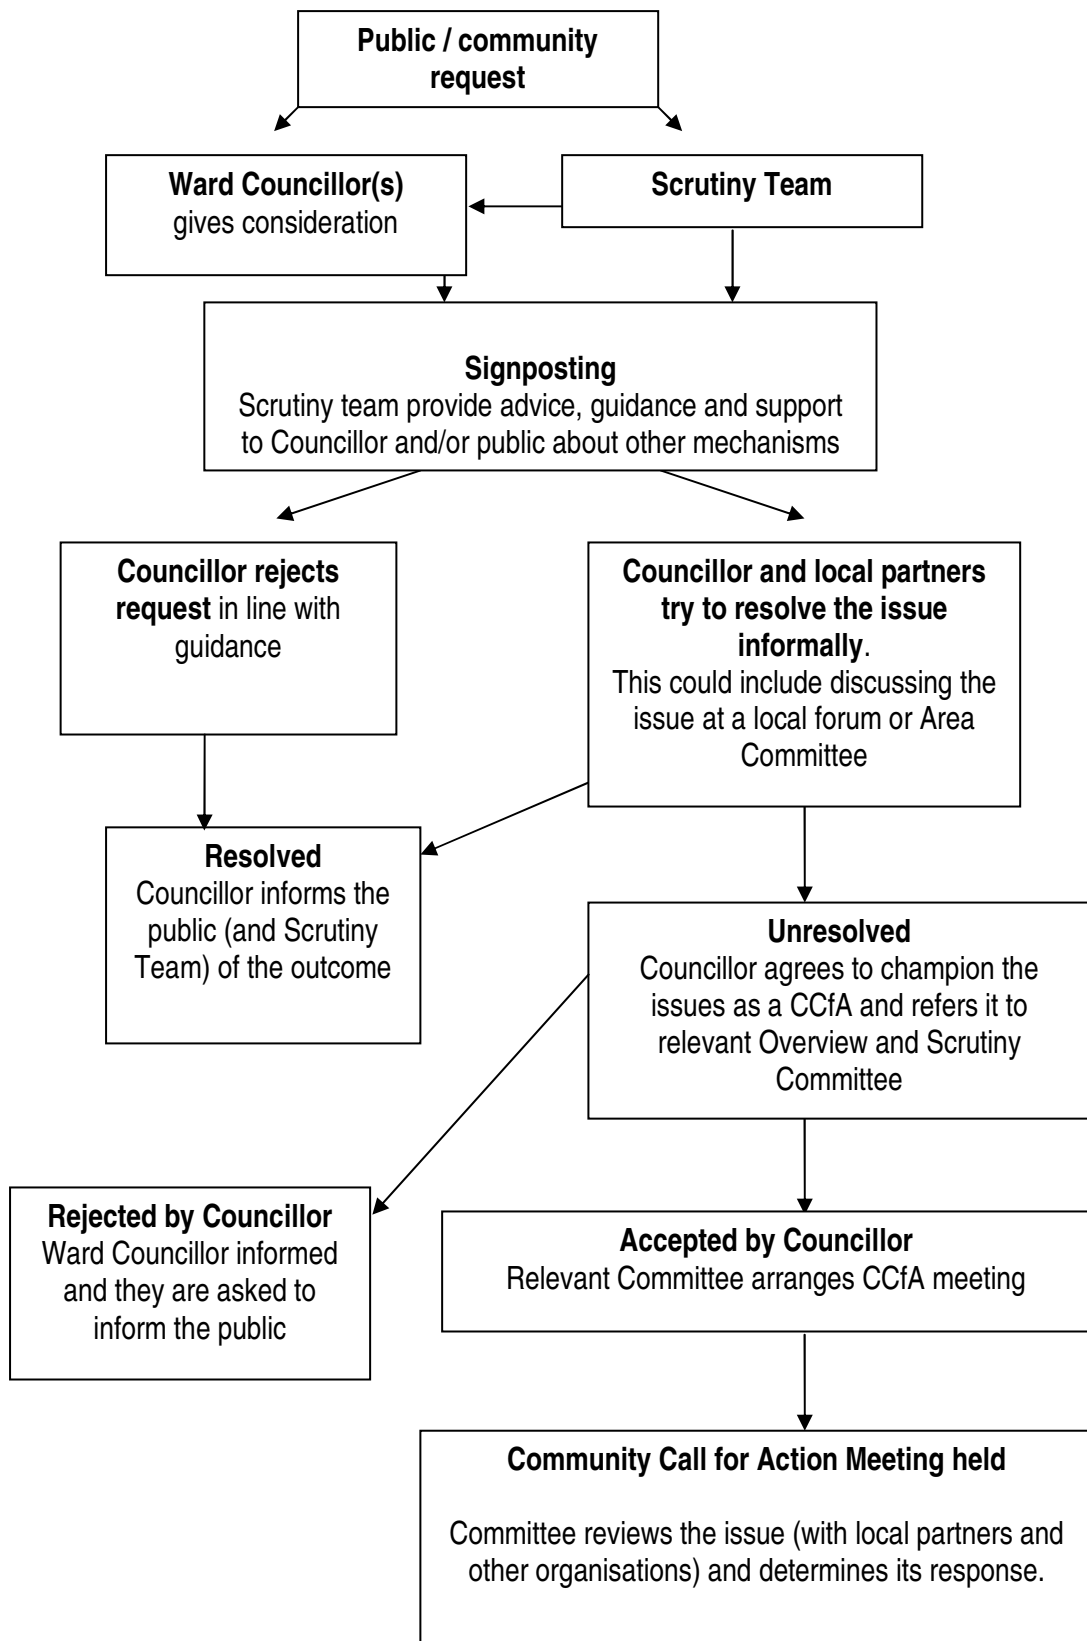 Public / community
request
Ward Councillor(s)
gives consideration
Scrutiny Team
Signposting
Scrutiny team provide advice, guidance and support
to Councillor and/or public about other mechanisms
Councillor rejects
request in line with
guidance
Councillor and local partners
try to resolve the issue
informally.
This could include discussing the
issue at a local forum or Area
Committee
Resolved
Councillor informs the
public (and Scrutiny
Team) of the outcome
Unresolved
Councillor agrees to champion the
issues as a CCfA and refers it to
relevant Overview and Scrutiny
Committee
Rejected by Councillor
Ward Councillor informed
and they are asked to
inform the public
Accepted by Councillor
Relevant Committee arranges CCfA meeting
Community Call for Action Meeting held
Committee reviews the issue (with local partners and
other organisations) and determines its response.